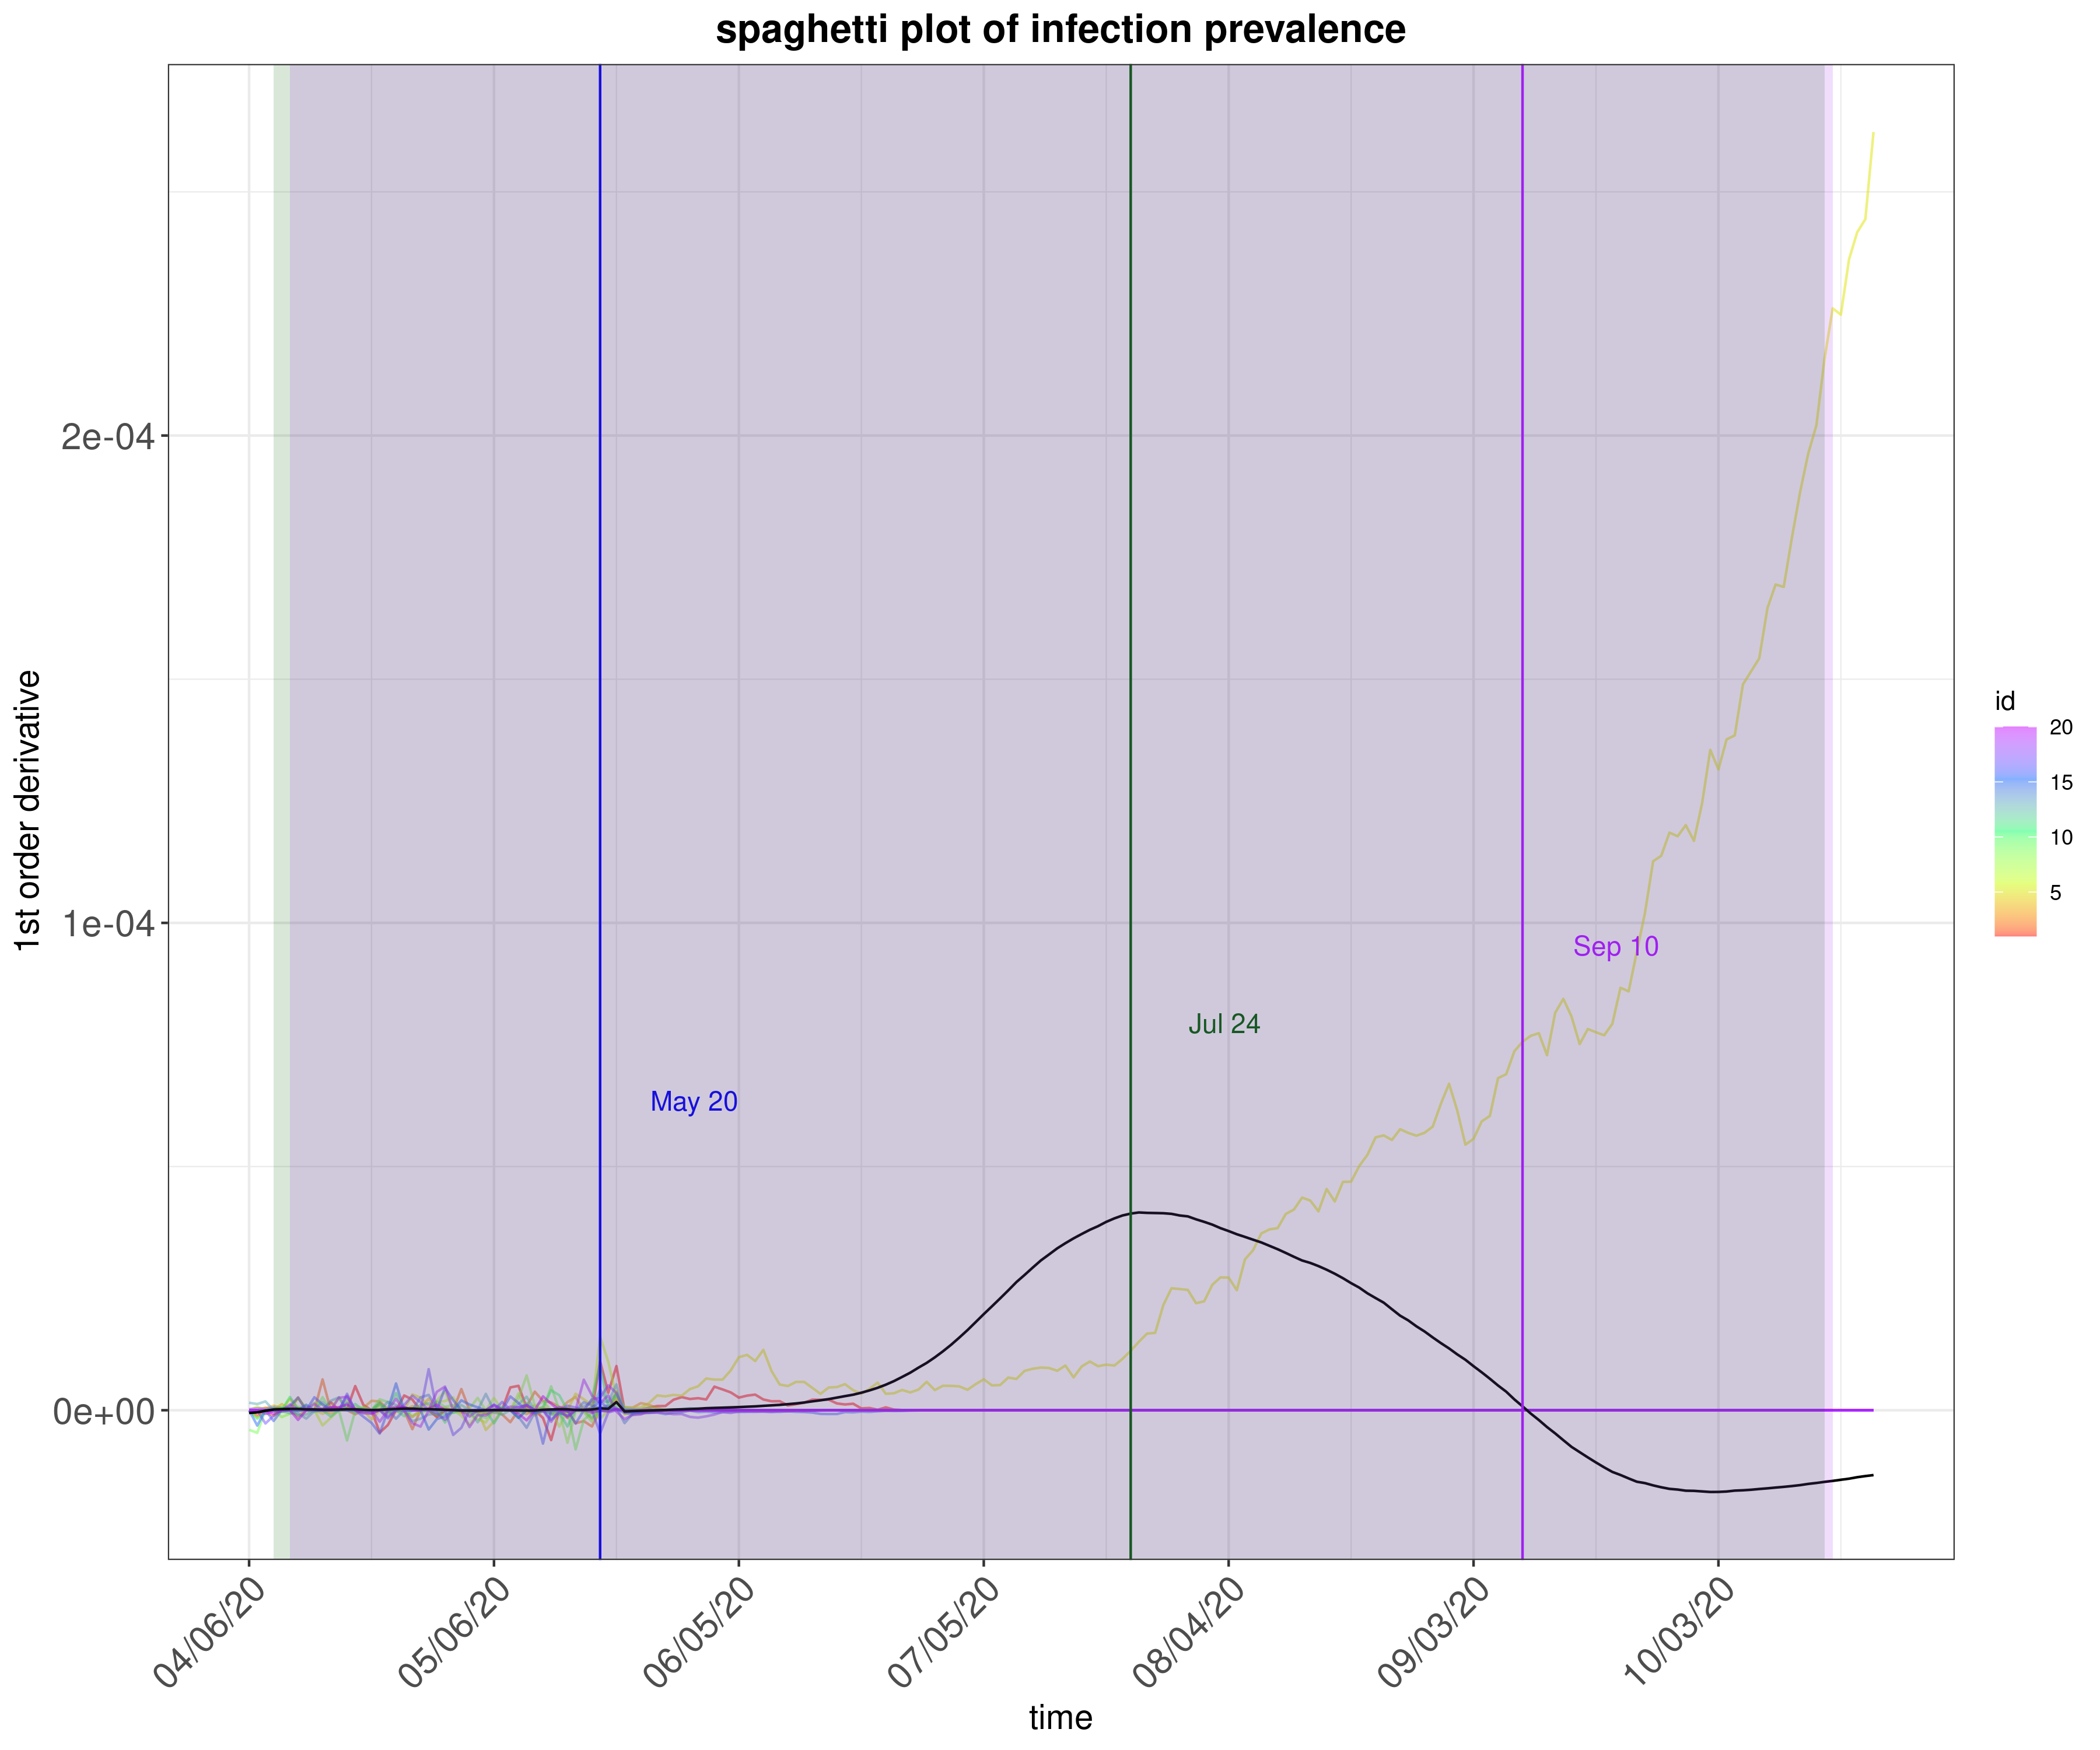 spaghetti plot of infection prevalence
1st order derivative
2e-04
1e-04
0e+00
May 20
Jul 24
Sep 10
id
20
15
10
5
04/06/20
05/06/20
06/05/20
07/05/20
08/04/20
09/03/20
10/03/20
time